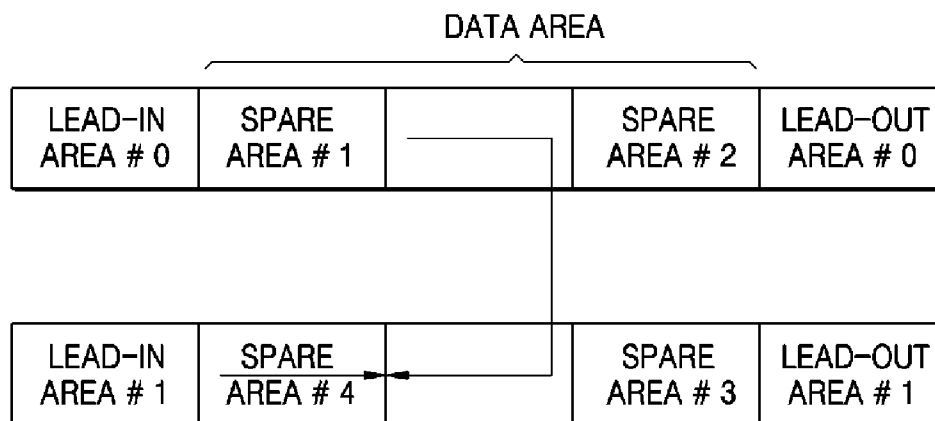 DATA AREA
LEAD-IN
AREA # 0
SPARE
AREA # 1
SPARE
AREA # 2
LEAD-OUT
AREA # 0
LEAD-IN
AREA # 1
SPARE
AREA # 4
SPARE
AREA # 3
LEAD-OUT
AREA # 1